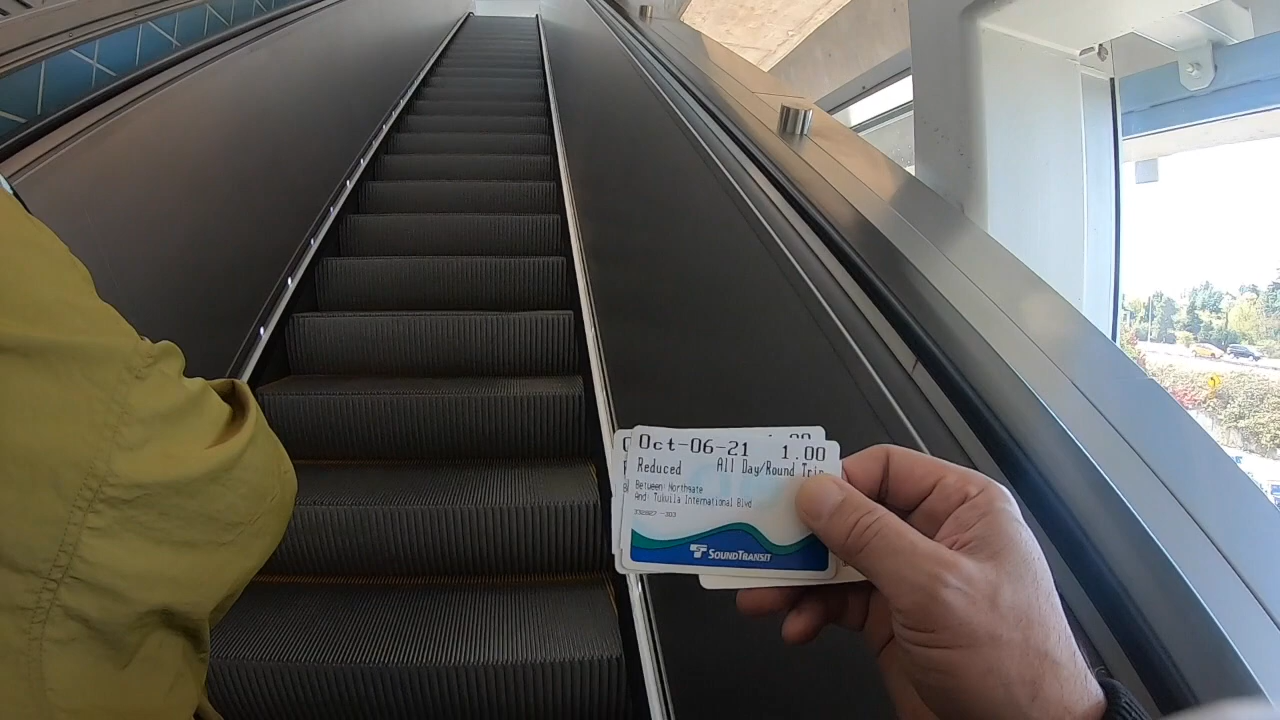 Oct-06-21 1.00
Reduced All Day/Round Trip
Between Northgate
And: Tukwila International Blvd
SOUNDTRANSIT